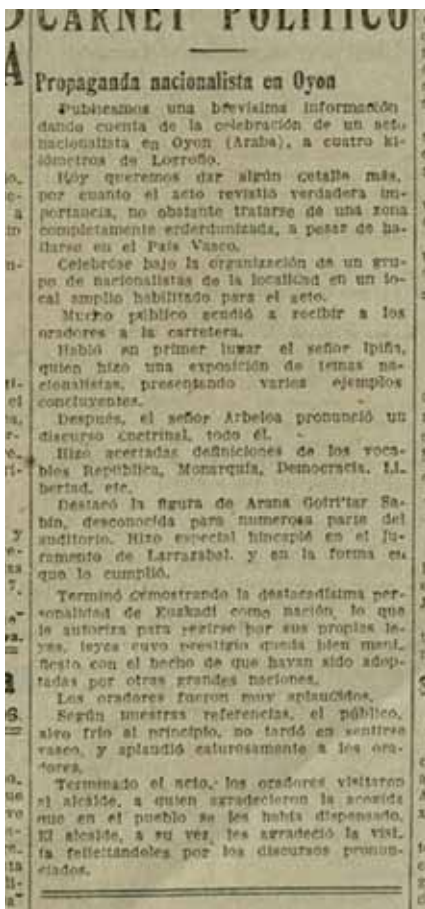 CARNET POLITICO
Propaganda nacionalista en Oyon
Publicamos una brevísima información
dando cuenta de la celebración de un acto
nacionalista en Oyon (Araba), a cuatro ki-
lómetros de Logroño.
Hoy queremos dar algún detalle más,
por cuanto el acto revistió verdadera im-
portancia, no obstante tratarse de una zona
completamente erderdunizada, a pesar de ha-
llarse en el País Vasco.
Celebróse bajo la organización de un gru-
po de nacionalistas de la localidad en un lo-
cal amplio habilitado para el acto.
Mucho público acudió a recibir a los
oradores a la carretera.
Habló en primer lugar el señor Ipiña,
quien hizo una exposición de temas na-
cionalistas, presentando varios ejemplos
concluyentes.
Después, el señor Arbeloa pronunció un
discurso doctrinal, todo él.
Hizo acertadas definiciones de los voca-
bles República, Monarquía, Democracia, Li-
bertad, etc.
Destacó la figura de Arana Goiri'tar Sa-
bin, desconocida para numerosa parte del
auditorio. Hizo especial hincapié en el Ju-
ramento de Larrazabal, y en la forma en
que lo cumplió.
Terminó demostrando la destacadísima per-
sonalidad de Euzkadi como nación, lo que
le autoriza para regirse por sus propias le-
yes, leyes cuyo prestigio queda bien mani-
fiesto con el hecho de que hayan sido adop-
tadas por otras grandes naciones.
Los oradores fueron muy aplaudidos.
Según nuestras referencias, el público,
algo frío al principio, no tardó en sentirse
vasco, y aplaudió calurosamente a los ora-
dores.
Terminado el acto, los oradores visitaron
al alcalde, a quien agradecieron la acogida
que en el pueblo se les había dispensado.
El alcalde, a su vez, les agradeció la visi-
ta felicitándoles por los discursos pronun-
ciados.